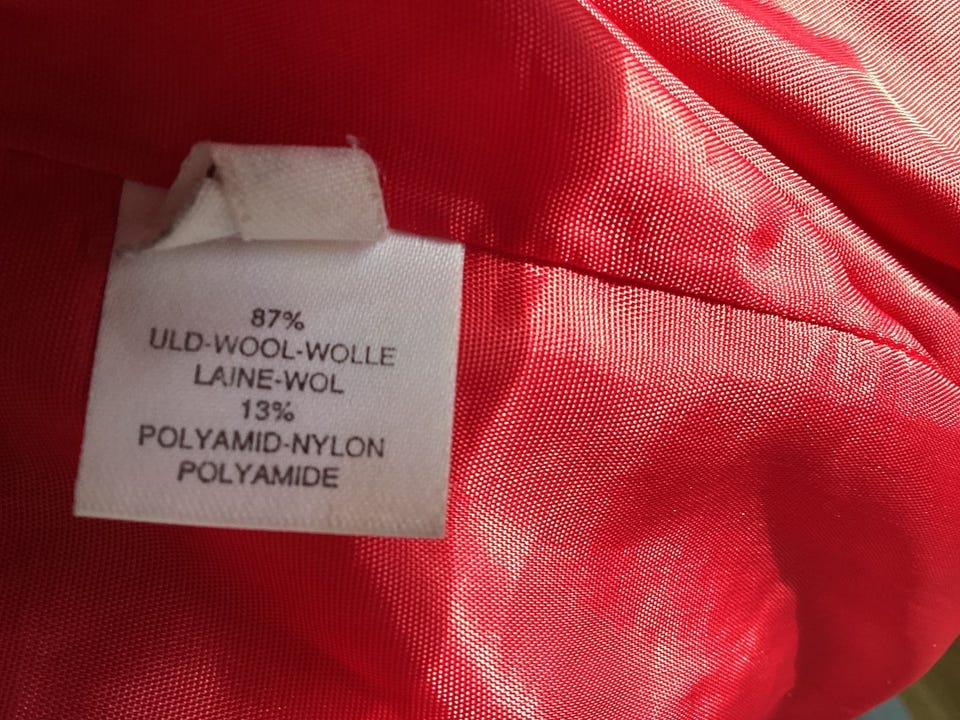 87%
ULD-WOOL-WOLLE
LAINE-WOL
13%
POLYAMID-NYLON
POLYAMIDE